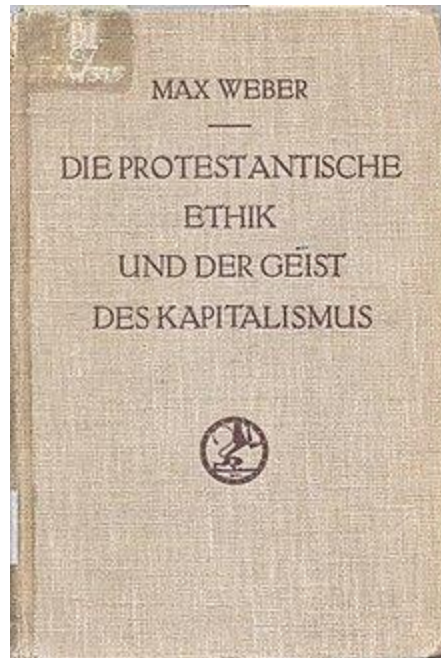 MAX WEBER
DIE PROTESTANTISCHE
ETHIK
UND DER GEIST
DES KAPITALISMUS